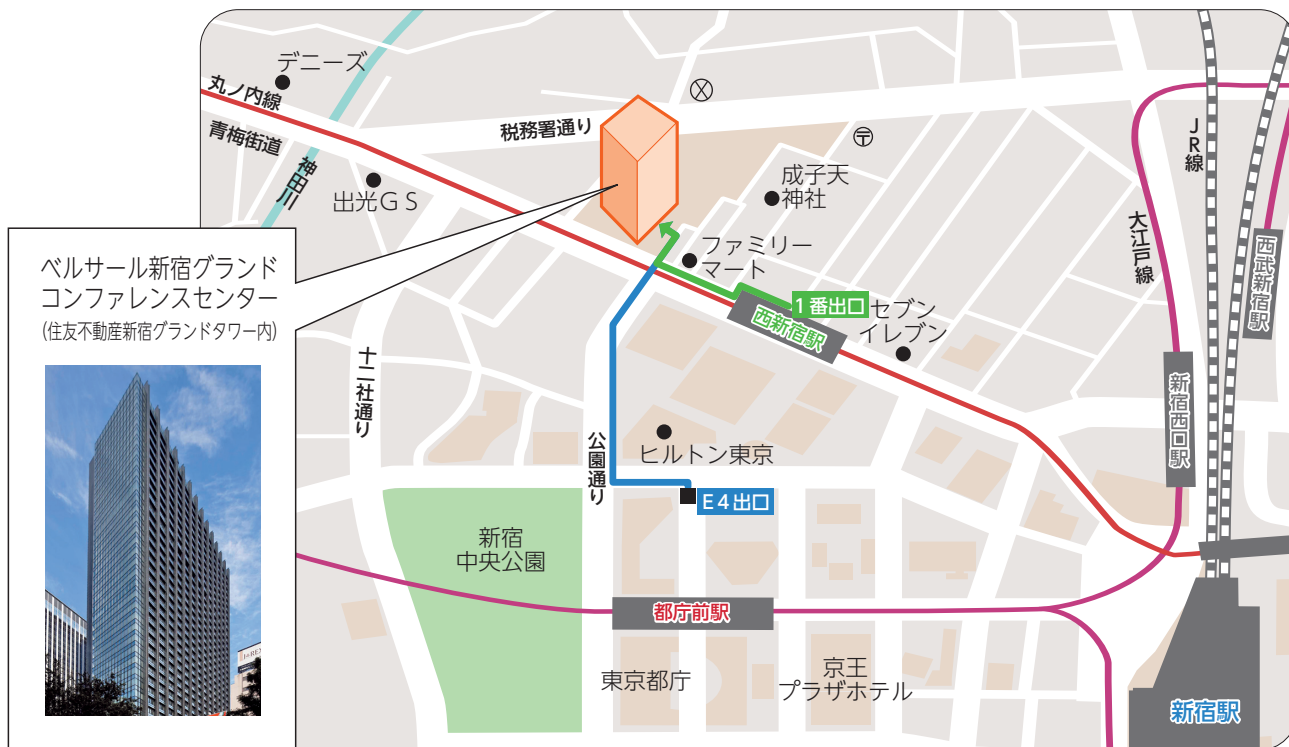 デニーズ
丸ノ内線
青梅街道
神田川
出光GS
税務署通り
〒
成子天
神社
JR線
大江戸線
西武新宿駅
ベルサール新宿グランド
コンファレンスセンター
(住友不動産新宿グランドタワー内)
ファミリー
マート
1番出口
西新宿駅
セブン
イレブン
十二社通り
公園通り
ヒルトン東京
E4出口
新宿西口駅
新宿
中央公園
都庁前駅
東京都庁
京王
プラザホテル
新宿駅